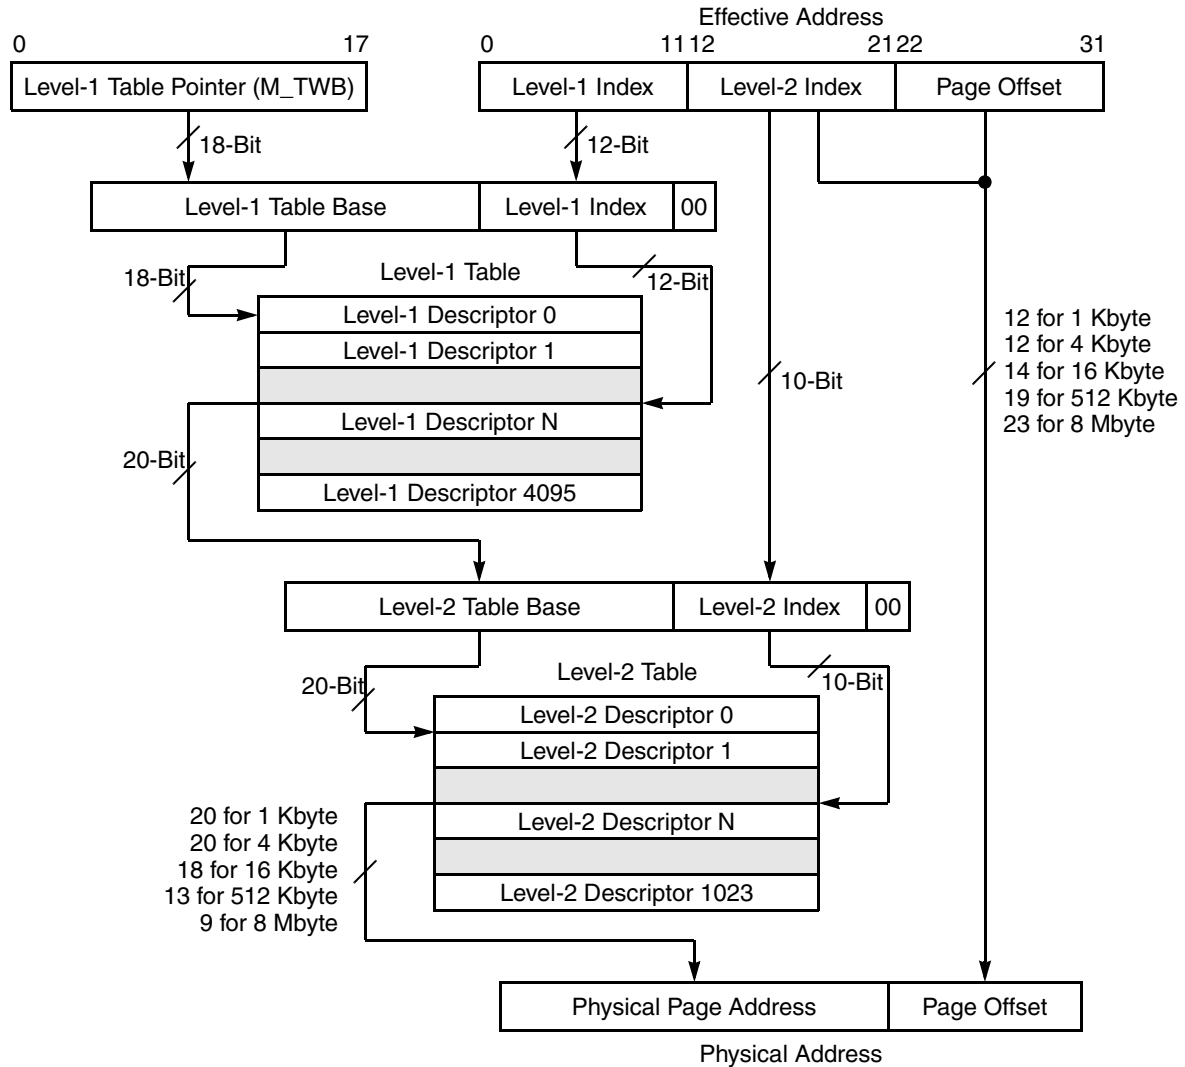 Effective Address
0 17 0 11 12 21 22 31
Level-1 Table Pointer (M_TWB) Level-1 Index Level-2 Index Page Offset
18-Bit 12-Bit
Level-1 Table Base Level-1 Index 00
18-Bit Level-1 Table 12-Bit
Level-1 Descriptor 0
Level-1 Descriptor 1
Level-1 Descriptor N
Level-1 Descriptor 4095
20-Bit
10-Bit
12 for 1 Kbyte
12 for 4 Kbyte
14 for 16 Kbyte
19 for 512 Kbyte
23 for 8 Mbyte
Level-2 Table Base Level-2 Index 00
20-Bit Level-2 Table 10-Bit
Level-2 Descriptor 0
Level-2 Descriptor 1
Level-2 Descriptor N
Level-2 Descriptor 1023
20 for 1 Kbyte
20 for 4 Kbyte
18 for 16 Kbyte
13 for 512 Kbyte
9 for 8 Mbyte
Physical Page Address Page Offset
Physical Address